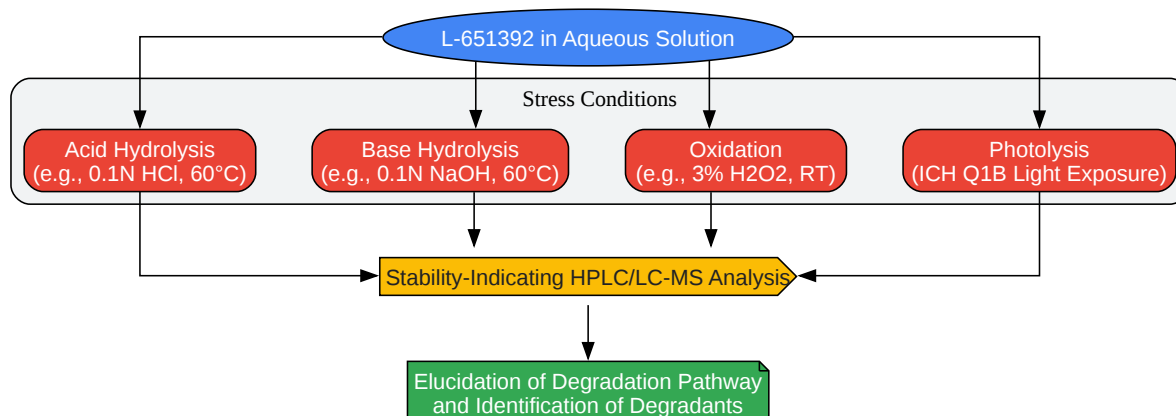 L-651392 in Aqueous Solution
Stress Conditions
Acid Hydrolysis
(e.g., 0.1N HCl, 60°C)
Base Hydrolysis
(e.g., 0.1N NaOH, 60°C)
Oxidation
(e.g., 3% H2O2, RT)
Photolysis
(ICH Q1B Light Exposure)
Stability-Indicating HPLC/LC-MS Analysis
Elucidation of Degradation Pathway
and Identification of Degradants